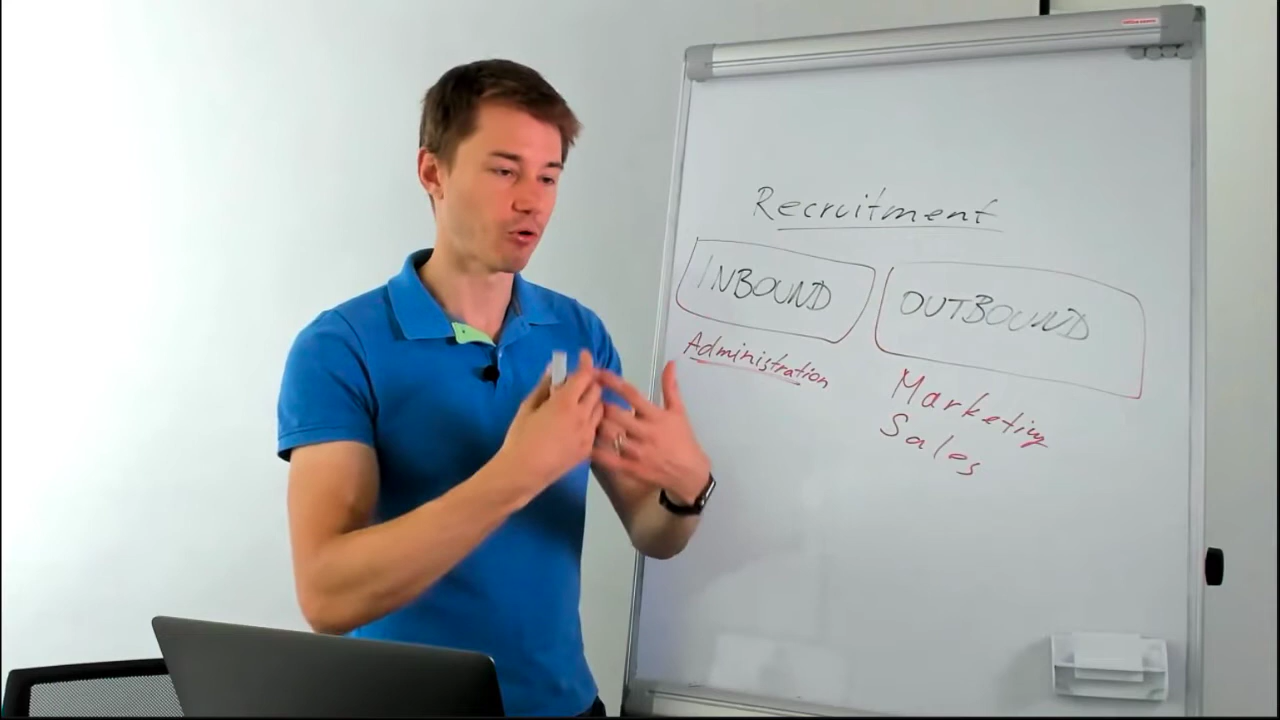 Recruitment
INBOUND OUTBOUND
Administration
Marketing
Sales